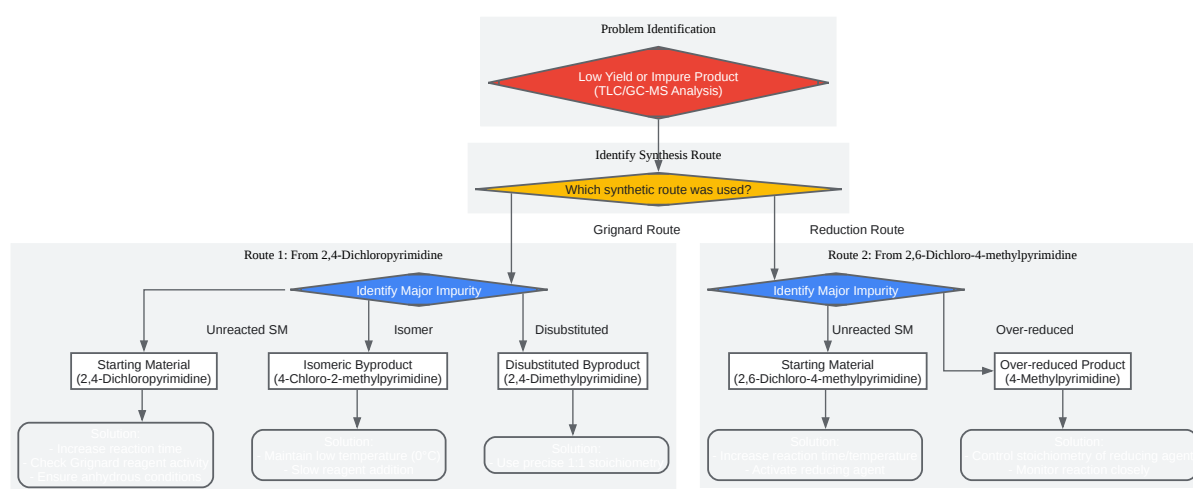 Problem Identification
Low Yield or Impure Product
(TLC/GC-MS Analysis)
Identify Synthesis Route
Which synthetic route was used?
Grignard Route
Reduction Route
Route 1: From 2,4-Dichloropyrimidine
Identify Major Impurity
Unreacted SM
Isomer
Disubstituted
Starting Material
(2,4-Dichloropyrimidine)
Isomeric Byproduct
(4-Chloro-2-methylpyrimidine)
Disubstituted Byproduct
(2,4-Dimethylpyrimidine)
Solution:
- Increase reaction time
- Check Grignard reagent activity
- Ensure anhydrous conditions
Solution:
- Maintain low temperature (0°C)
- Slow reagent addition
Solution:
- Use precise 1:1 stoichiometry
Route 2: From 2,6-Dichloro-4-methylpyrimidine
Identify Major Impurity
Unreacted SM
Over-reduced
Starting Material
(2,6-Dichloro-4-methylpyrimidine)
Over-reduced Product
(4-Methylpyrimidine)
Solution:
- Increase reaction time/temperature
- Activate reducing agent
Solution:
- Control stoichiometry of reducing agent
- Monitor reaction closely